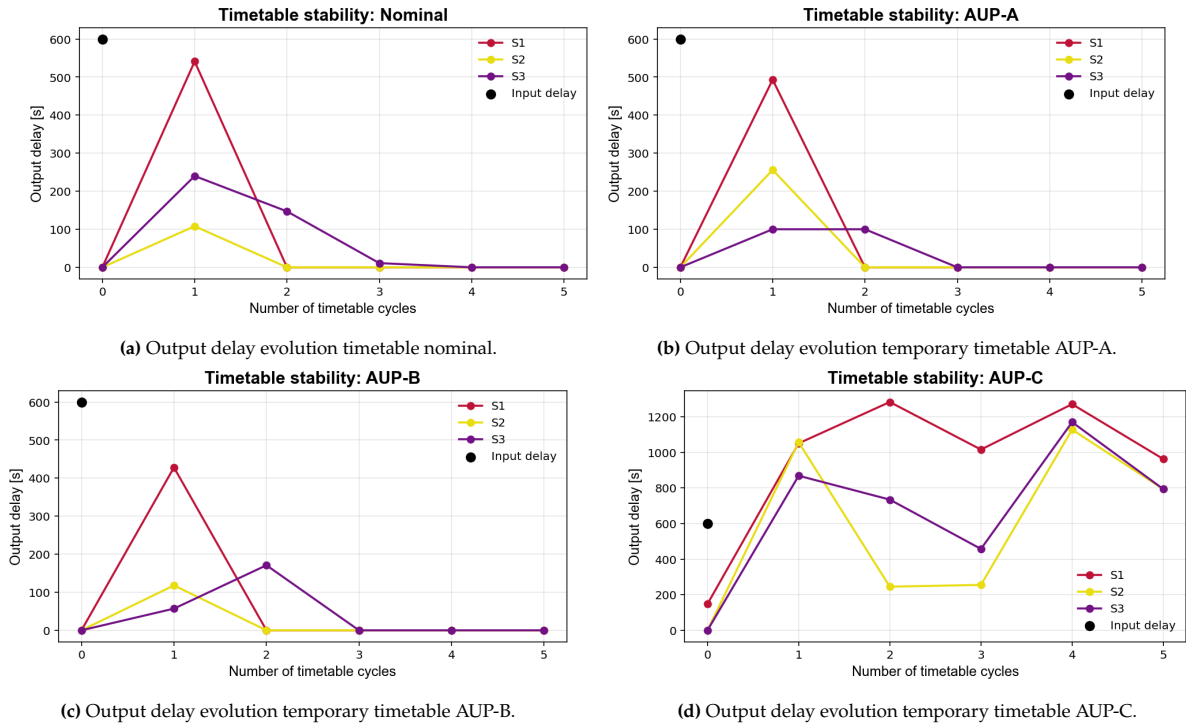 Timetable stability: Nominal
600
500
400
300
200
100
0
Output delay [s]
S1
S2
S3
Input delay
0 1 2 3 4 5
Number of timetable cycles
(a) Output delay evolution timetable nominal.
Timetable stability: AUP-A
600
500
400
300
200
100
0
Output delay [s]
S1
S2
S3
Input delay
0 1 2 3 4 5
Number of timetable cycles
(b) Output delay evolution temporary timetable AUP-A.
Timetable stability: AUP-B
600
500
400
300
200
100
0
Output delay [s]
S1
S2
S3
Input delay
0 1 2 3 4 5
Number of timetable cycles
(c) Output delay evolution temporary timetable AUP-B.
Timetable stability: AUP-C
1200
1000
800
600
400
200
0
Output delay [s]
S1
S2
S3
Input delay
0 1 2 3 4 5
Number of timetable cycles
(d) Output delay evolution temporary timetable AUP-C.